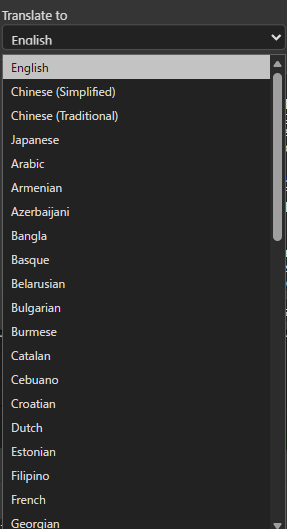 Translate to
English
English
Chinese (Simplified)
Chinese (Traditional)
Japanese
Arabic
Armenian
Azerbaijani
Bangla
Basque
Belarusian
Bulgarian
Burmese
Catalan
Cebuano
Croatian
Dutch
Estonian
Filipino
French
Georgian